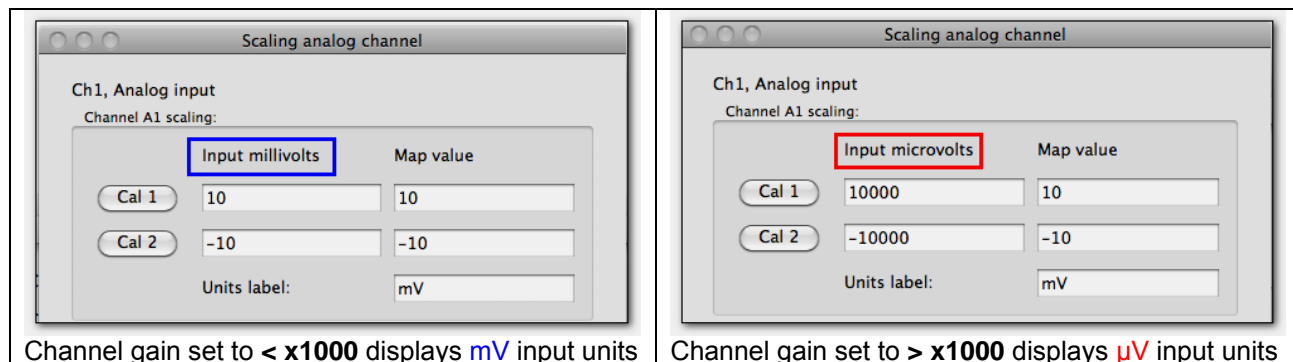 Scaling analog channel
Ch1, Analog input
Channel A1 scaling:
Input millivolts Map value
Cal 1 10 10
Cal 2 -10 -10
Units label: mV
Channel gain set to < x1000 displays mV input units
Scaling analog channel
Ch1, Analog input
Channel A1 scaling:
Input microvolts Map value
Cal 1 10000 10
Cal 2 -10000 -10
Units label: mV
Channel gain set to > x1000 displays µV input units